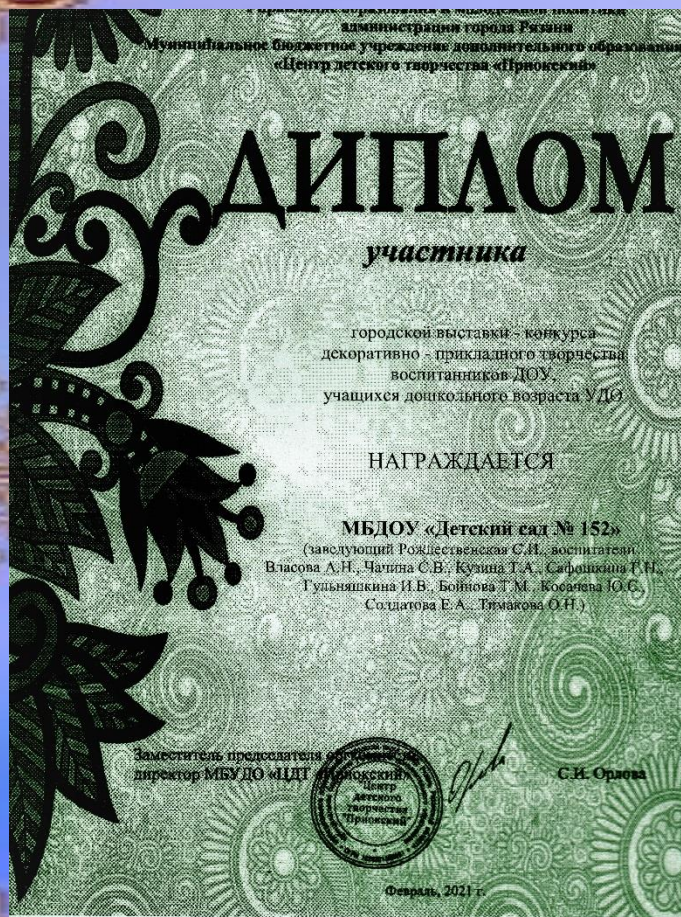 администрации города Рязани
Муниципальное бюджетное учреждение дополнительного образования
«Центр детского творчества «Приокский»
ДИПЛОМ
участника
городской выставки - конкурса
декоративно - прикладного творчества
воспитанников ДОУ,
учащихся дошкольного возраста УДО
НАГРАЖДАЕТСЯ
МБДОУ «Детский сад № 152»
(заведующий Рождественская С.И., воспитатели
Власова А.Н., Чачина С.В., Кузина Т.А., Сафошкина Г.Н.,
Гульняшкина И.В., Бойнова Т.М., Косачева Ю.С.,
Солдатова Е.А., Тимакова О.Н.)
Заместитель председателя
директор МБУДО «ЦДТ «Приокский»
С.И. Орлова
Центр
детского
творчества
"Приокский"
Февраль, 2021 г.